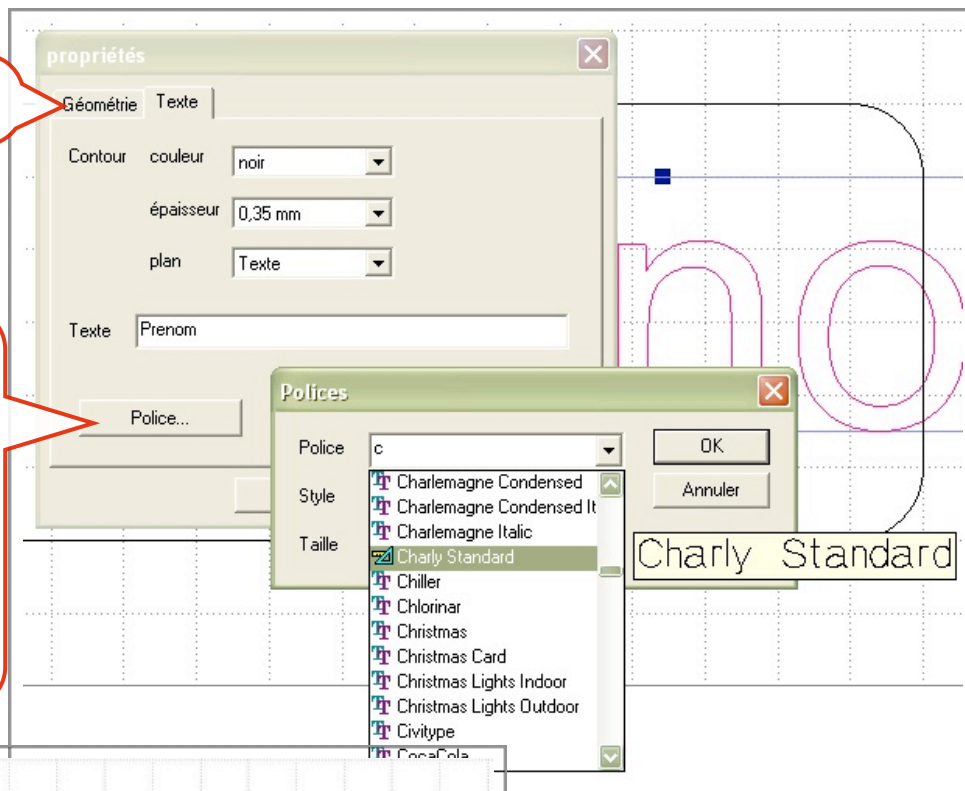 propriétés
Géométrie Texte
Contour couleur noir
épaisseur 0,35 mm
plan Texte
Texte Prenom
Police...
no
Polices
Police c
OK
Style
Annuler
Taille
Charlemagne Condensed
Charlemagne Condensed It
Charlemagne Italic
Charly Standard
Chiller
Chlorinar
Christmas
Christmas Card
Christmas Lights Indoor
Christmas Lights Outdoor
Civitype
CocaCola
Charly Standard